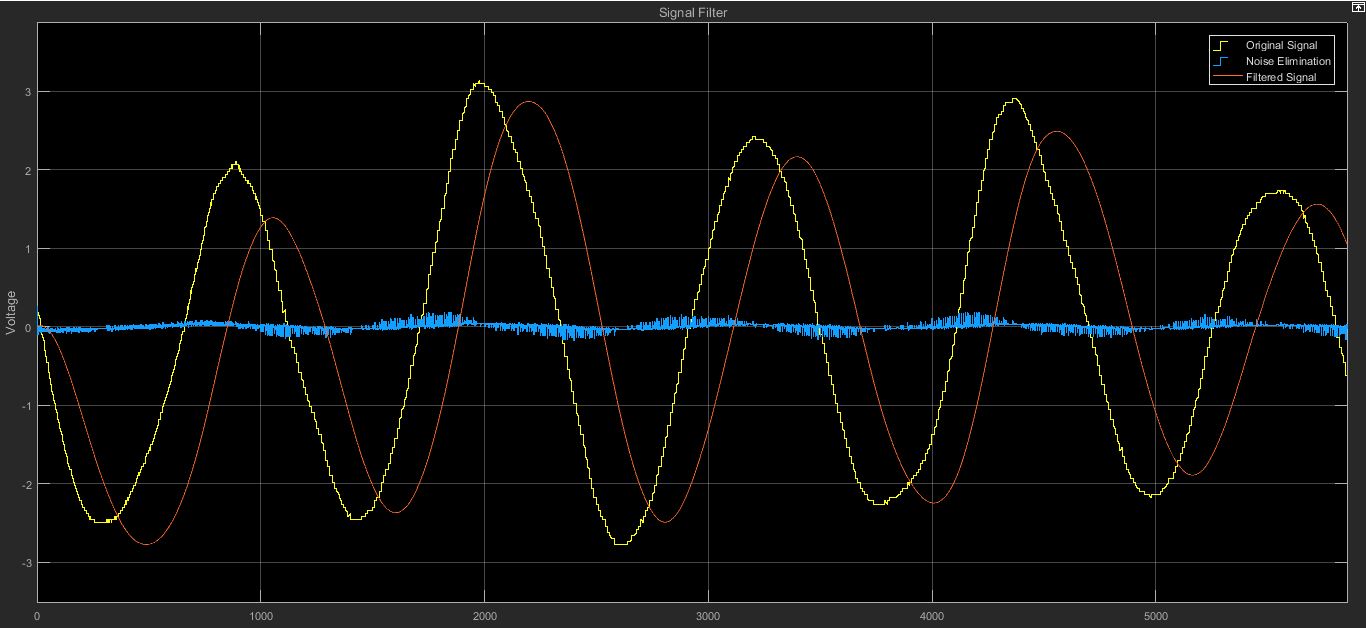 Signal Filter
Original Signal
Noise Elimination
Filtered Signal
Voltage
3
2
1
0
-1
-2
-3
0 1000 2000 3000 4000 5000